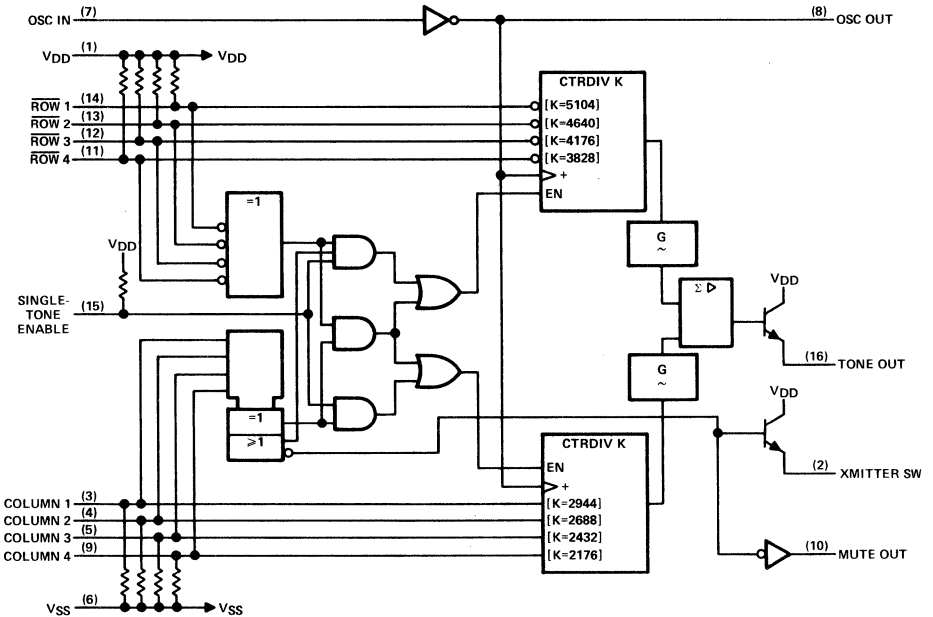 OSC IN (7) (8) OSC OUT
VDD (1) VDD
CTRDIV K
ROW 1 (14) [K=5104]
ROW 2 (13) [K=4640]
ROW 3 (12) [K=4176]
ROW 4 (11) [K=3828]
+
EN
=1
G
~
VDD
SINGLE-
TONE (15)
ENABLE
Σ
VDD
(16) TONE OUT
G
~
VDD
=1
≥1
CTRDIV K
EN
+
(2) XMITTER SW
COLUMN 1 (3) [K=2944]
COLUMN 2 (4) [K=2688]
COLUMN 3 (5) [K=2432]
COLUMN 4 (9) [K=2176]
(10) MUTE OUT
VSS (6) VSS